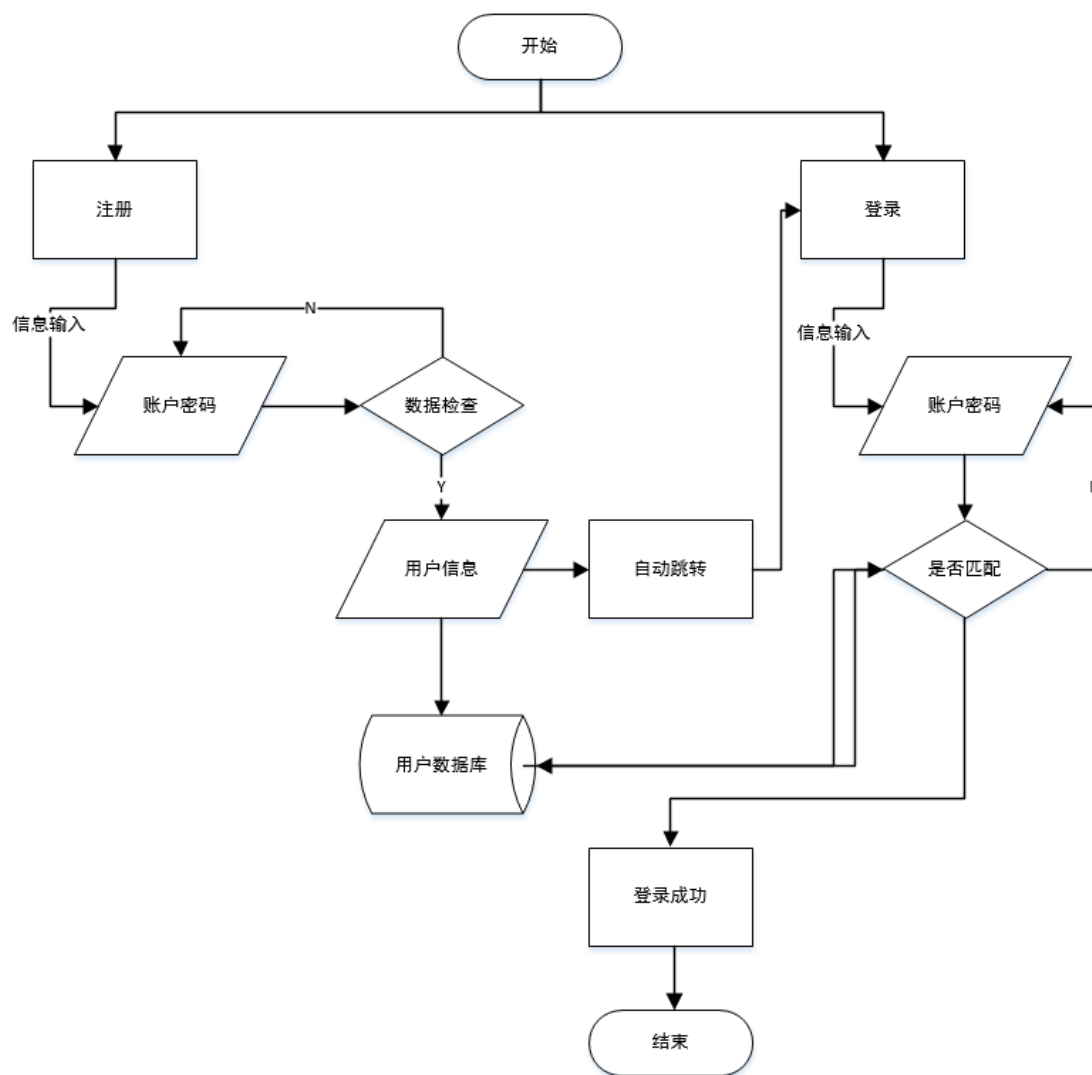 开始
注册
登录
信息输入
N
信息输入
账户密码
数据检查
账户密码
Y
用户信息
自动跳转
是否匹配
用户数据库
登录成功
结束